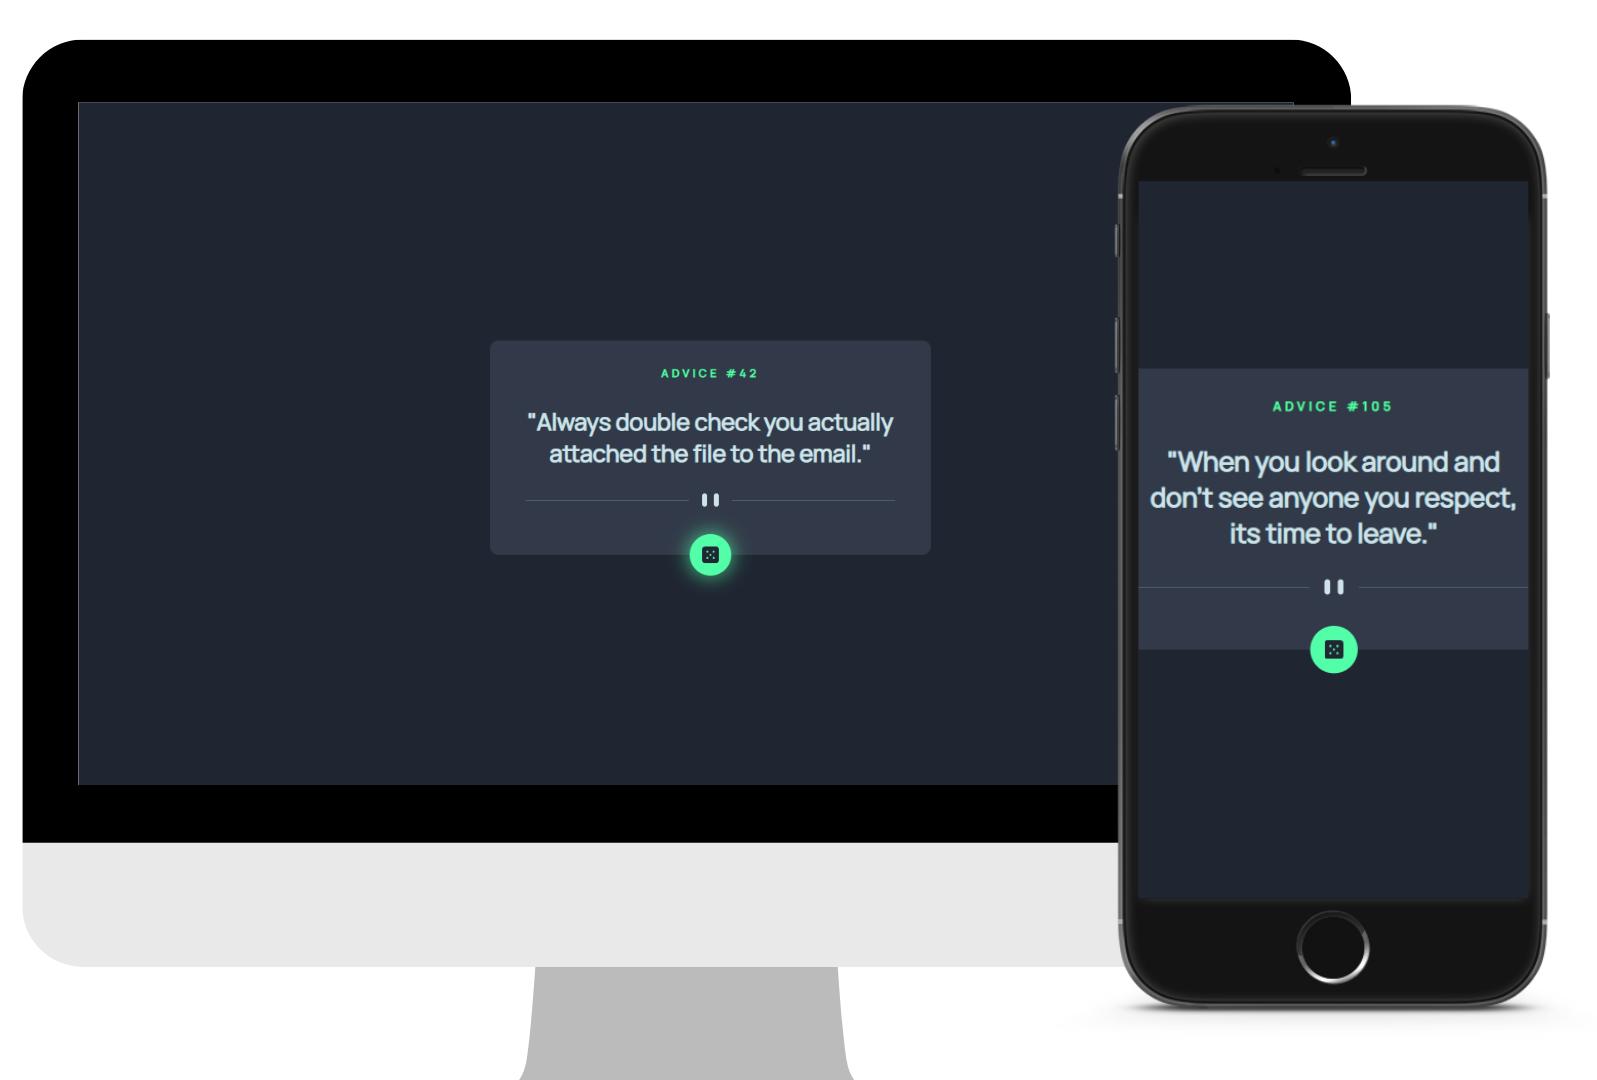 ADVICE #42
"Always double check you actually
attached the file to the email."
ADVICE #105
"When you look around and
don't see anyone you respect,
its time to leave."